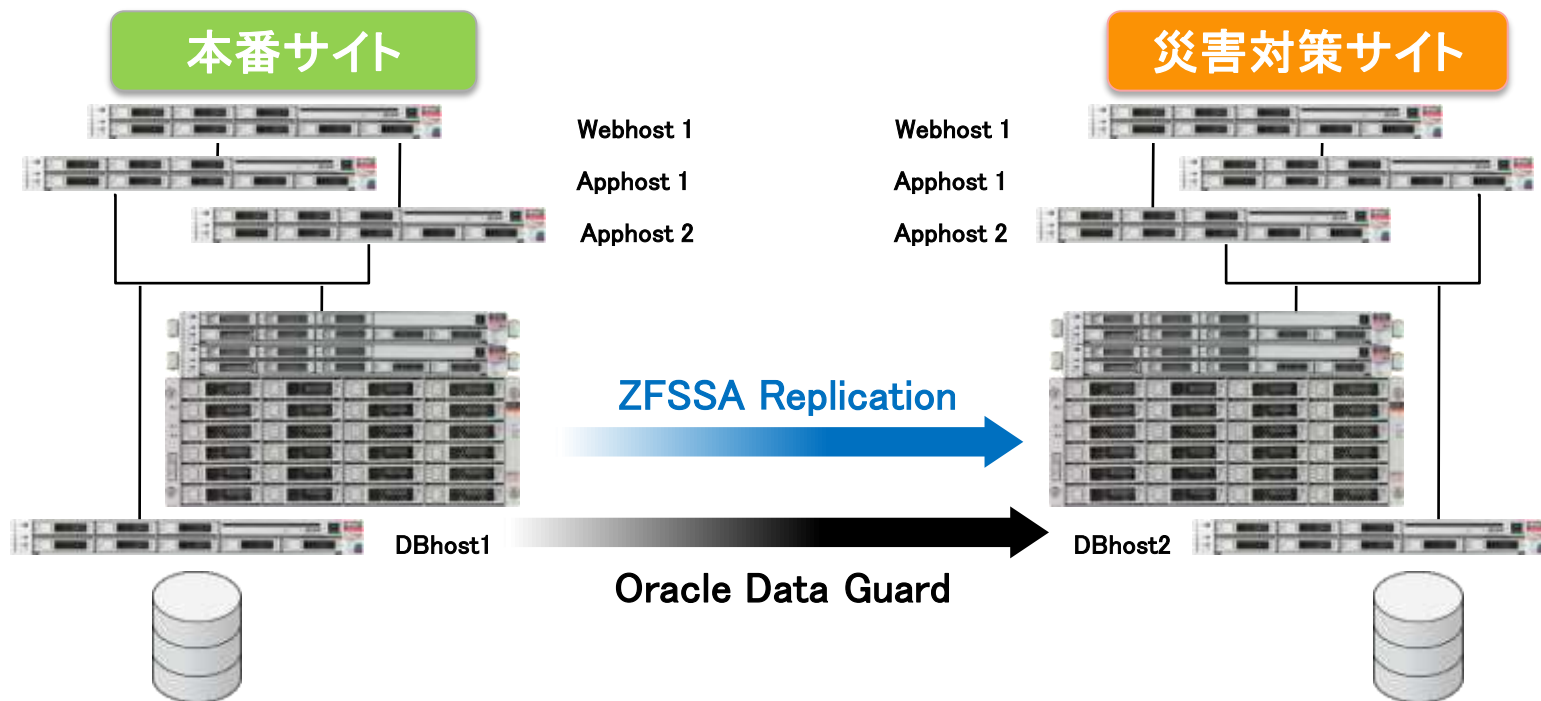 本番サイト
災害対策サイト
Webhost 1
Webhost 1
Apphost 1
Apphost 1
Apphost 2
Apphost 2
ZFSSA Replication
DBhost1
DBhost2
Oracle Data Guard